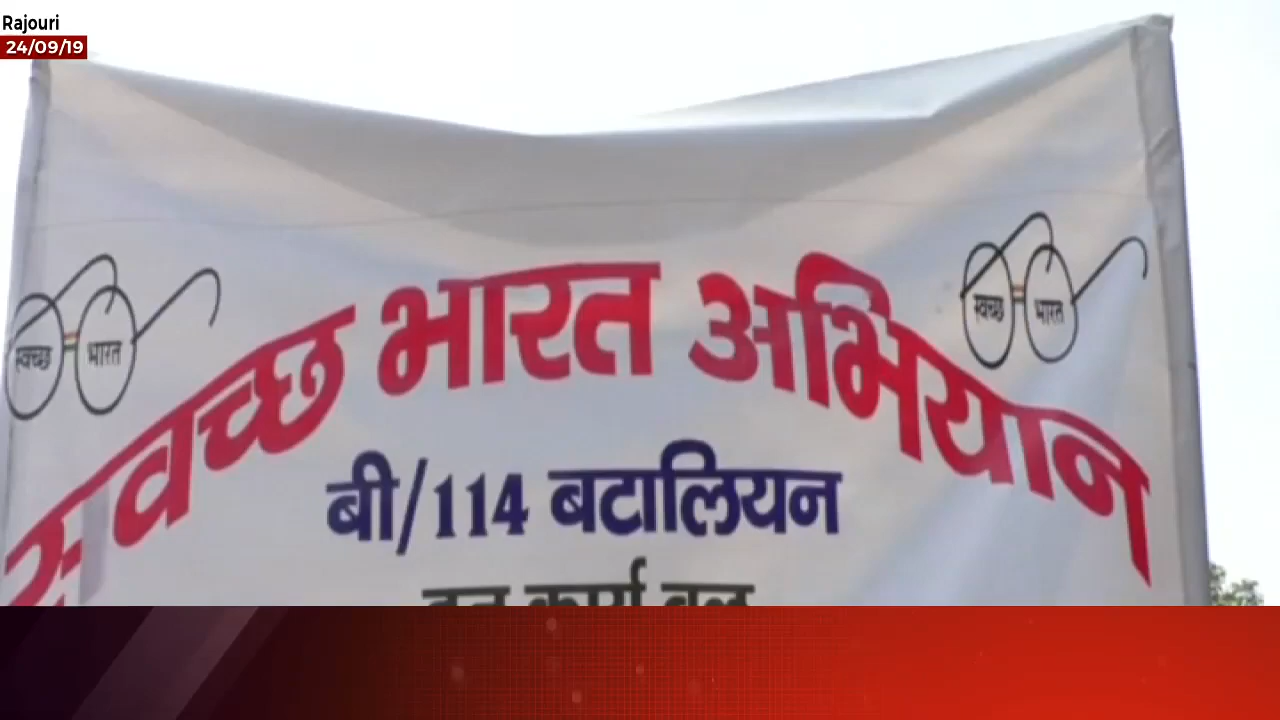 Rajouri
24/09/19
स्वच्छ भारत
स्वच्छ भारत
स्वच्छ भारत अभियान
बी/114 बटालियन